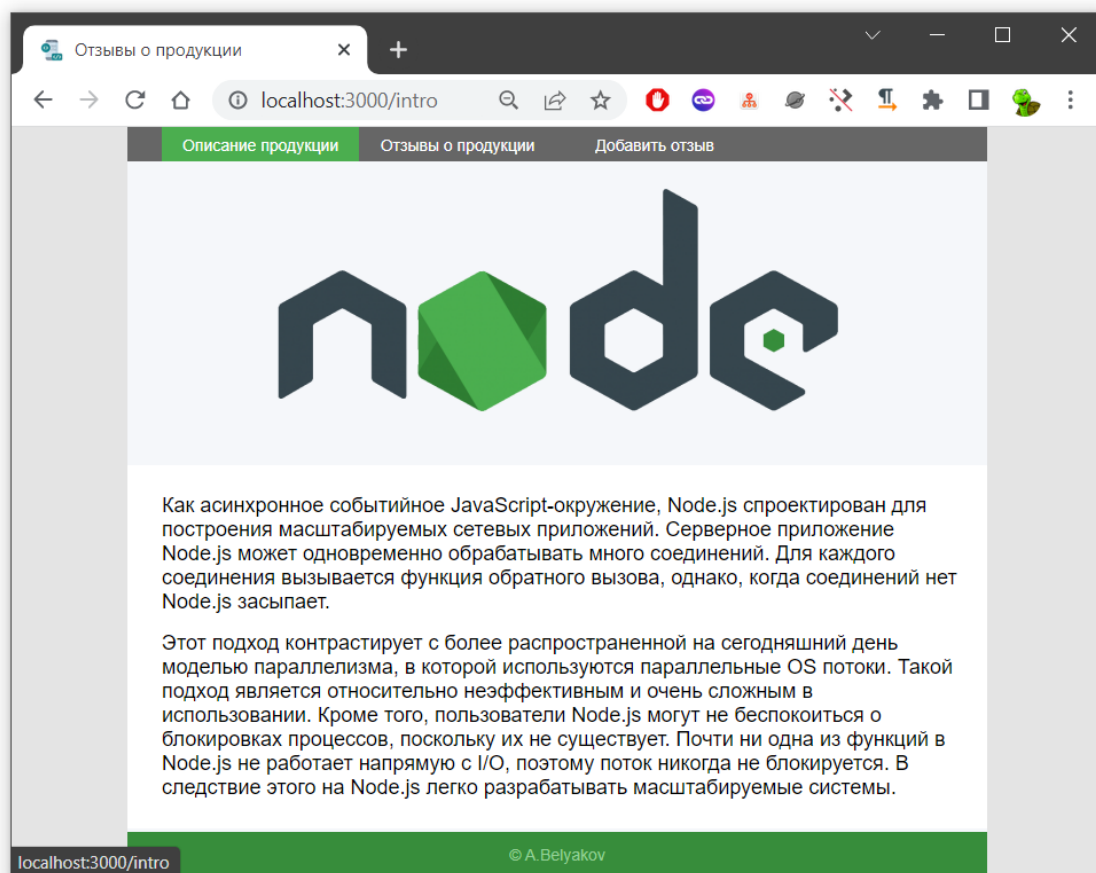 Отзывы о продукции
localhost:3000/intro
Описание продукции Отзывы о продукции Добавить отзыв
node
Как асинхронное событийное JavaScript-окружение, Node.js спроектирован для
построения масштабируемых сетевых приложений. Серверное приложение
Node.js может одновременно обрабатывать много соединений. Для каждого
соединения вызывается функция обратного вызова, однако, когда соединений нет
Node.js засыпает.
Этот подход контрастирует с более распространенной на сегодняшний день
моделью параллелизма, в которой используются параллельные OS потоки. Такой
подход является относительно неэффективным и очень сложным в
использовании. Кроме того, пользователи Node.js могут не беспокоиться о
блокировках процессов, поскольку их не существует. Почти ни одна из функций в
Node.js не работает напрямую с I/O, поэтому поток никогда не блокируется. В
следствие этого на Node.js легко разрабатывать масштабируемые системы.
© A.Belyakov
localhost:3000/intro